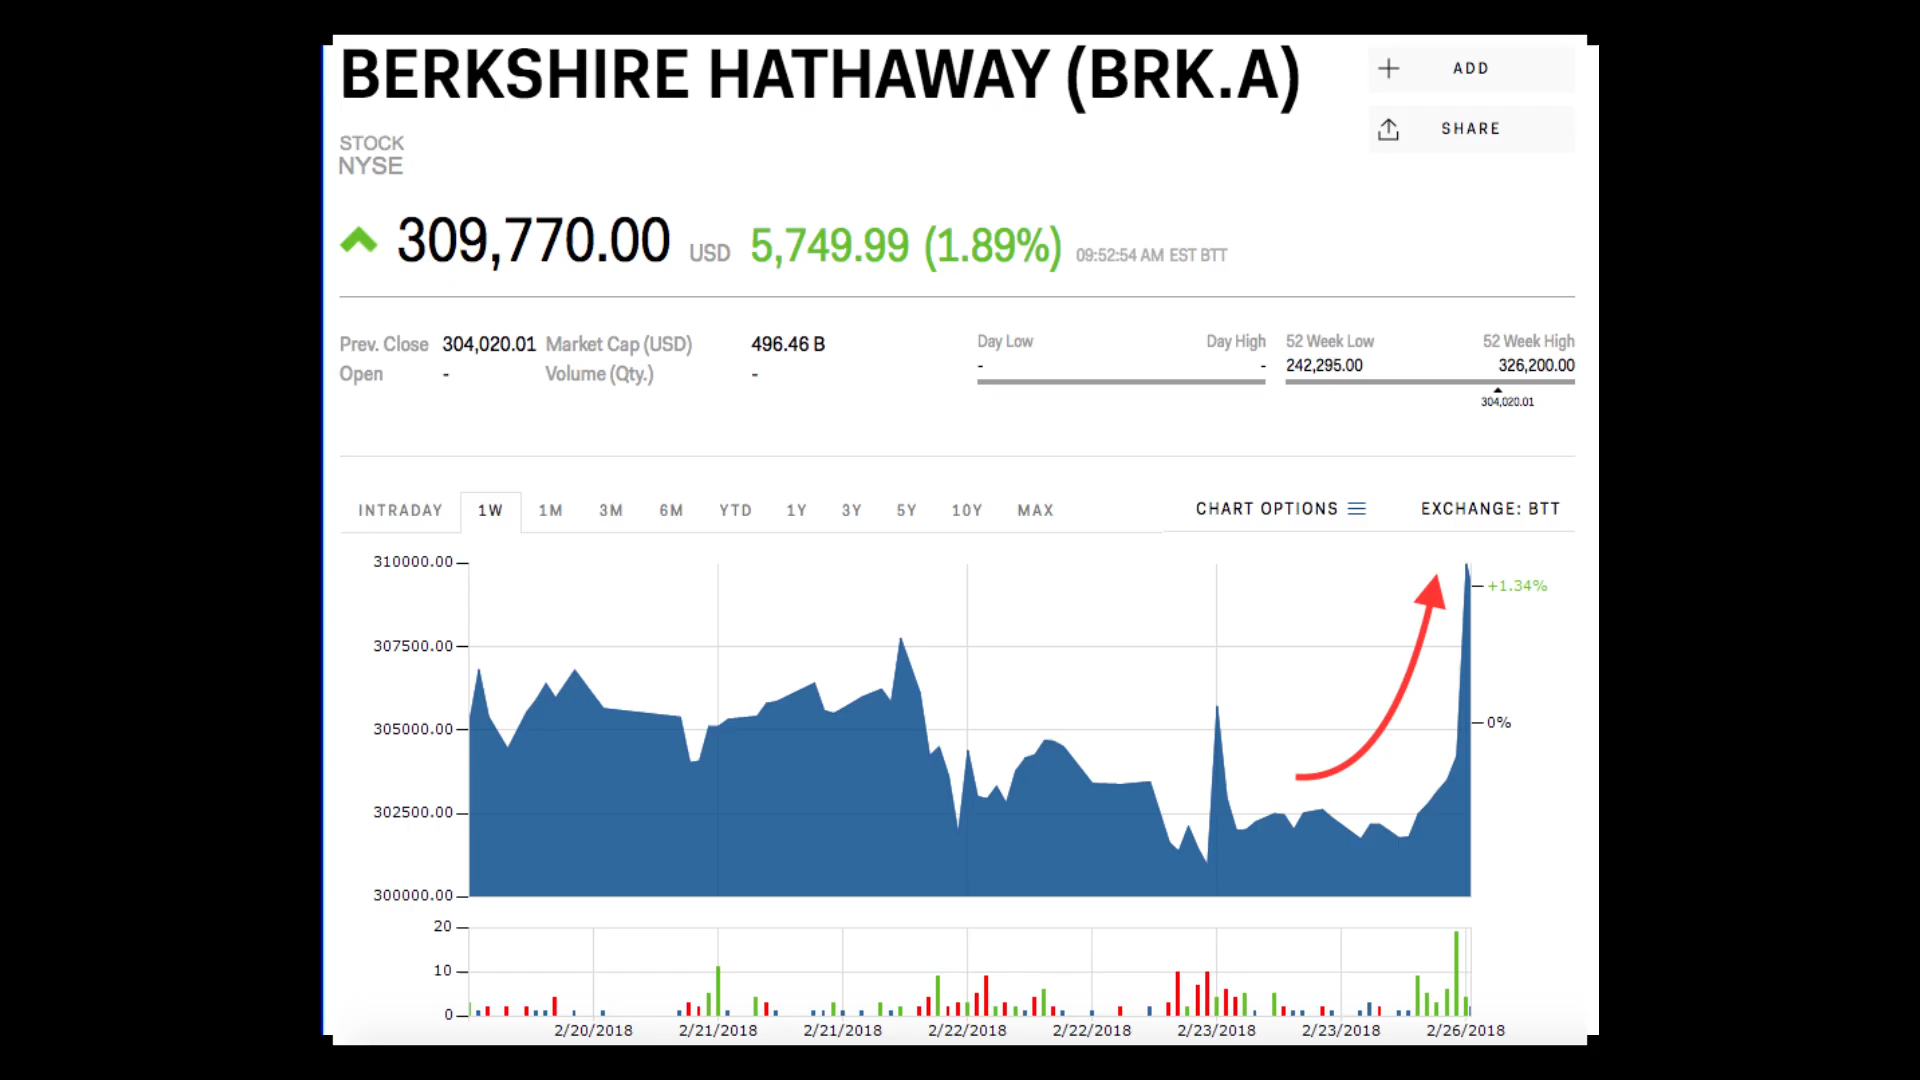 BERKSHIRE HATHAWAY (BRK.A)
+ ADD
SHARE
STOCK
NYSE
309,770.00 USD 5,749.99 (1.89%) 09:52:54 AM EST BTT
Prev. Close 304,020.01 Market Cap (USD) 496.46 B
Open - Volume (Qty.) -
Day Low Day High
- -
52 Week Low 52 Week High
242,295.00 326,200.00
304,020.01
INTRADAY 1W 1M 3M 6M YTD 1Y 3Y 5Y 10Y MAX
CHART OPTIONS EXCHANGE: BTT
310000.00
307500.00
305000.00
302500.00
300000.00
+1.34%
0%
20
10
0
2/20/2018 2/21/2018 2/21/2018 2/22/2018 2/22/2018 2/23/2018 2/23/2018 2/26/2018